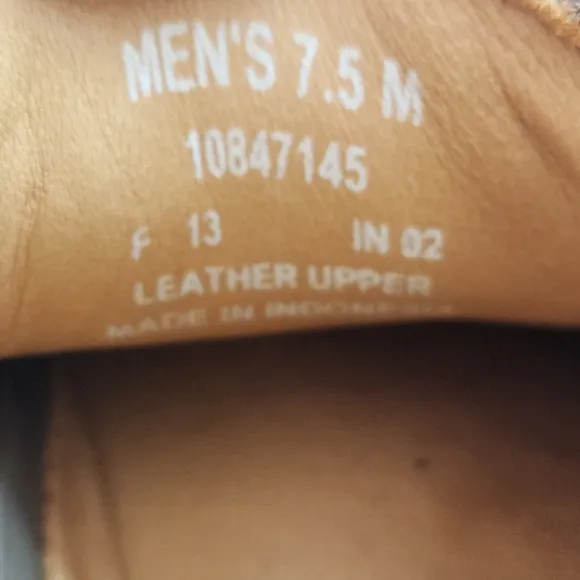 MEN'S 7.5 M
10847145
F 13 IN 02
LEATHER UPPER
MADE IN INDONESIA